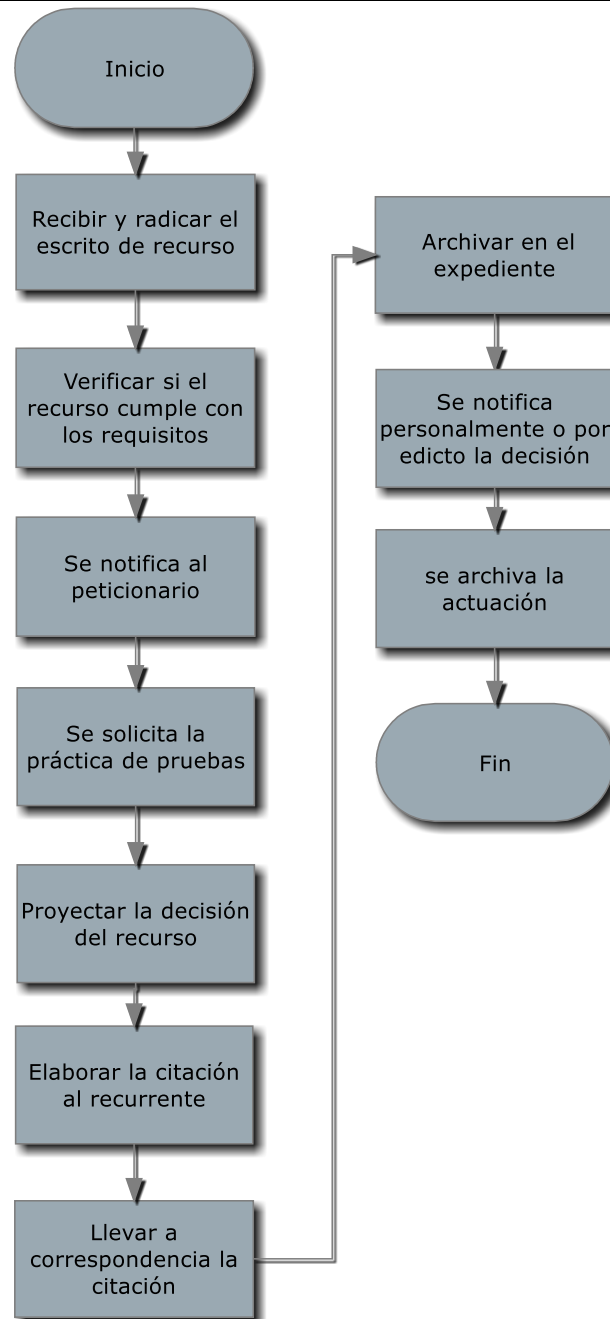 Inicio
Recibir y radicar el
escrito de recurso
Verificar si el
recurso cumple con
los requisitos
Se notifica al
peticionario
Se solicita la
práctica de pruebas
Proyectar la decisión
del recurso
Elaborar la citación
al recurrente
Llevar a
correspondencia la
citación
Archivar en el
expediente
Se notifica
personalmente o por
edicto la decisión
se archiva la
actuación
Fin